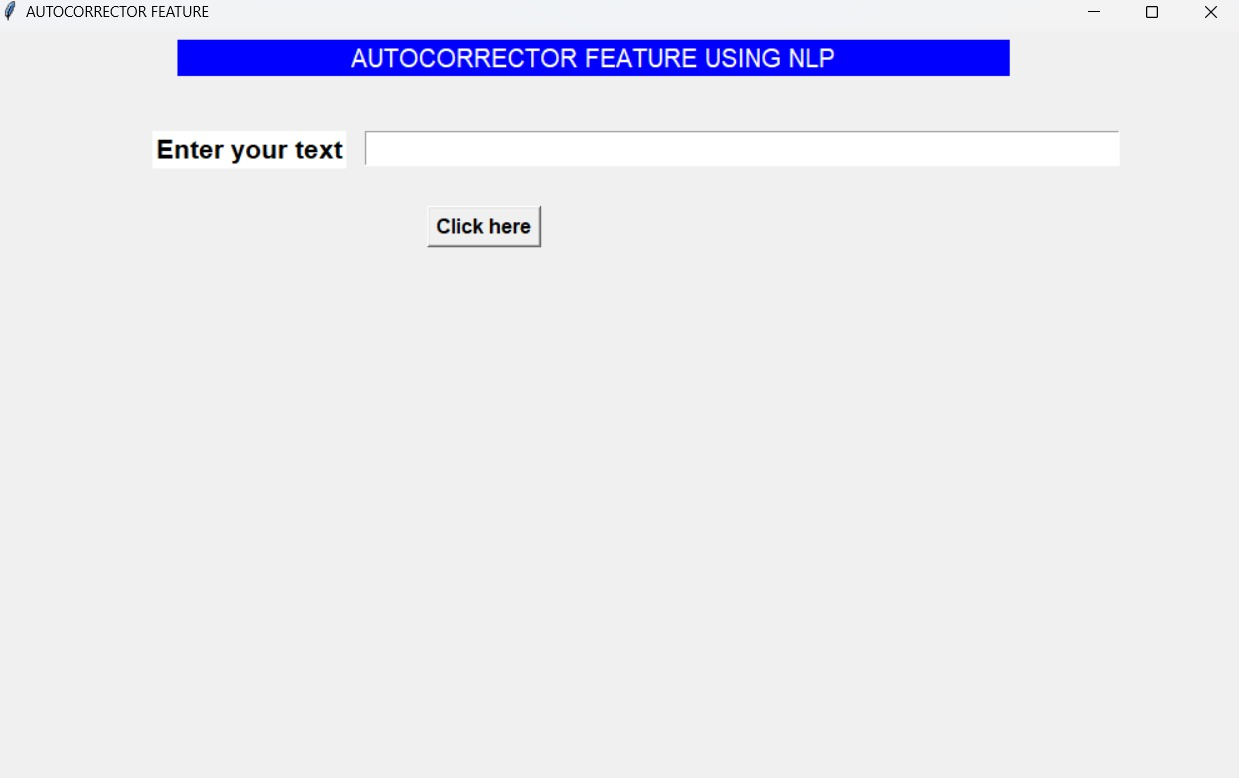 AUTOCORRECTOR FEATURE
AUTOCORRECTOR FEATURE USING NLP
Enter your text
Click here